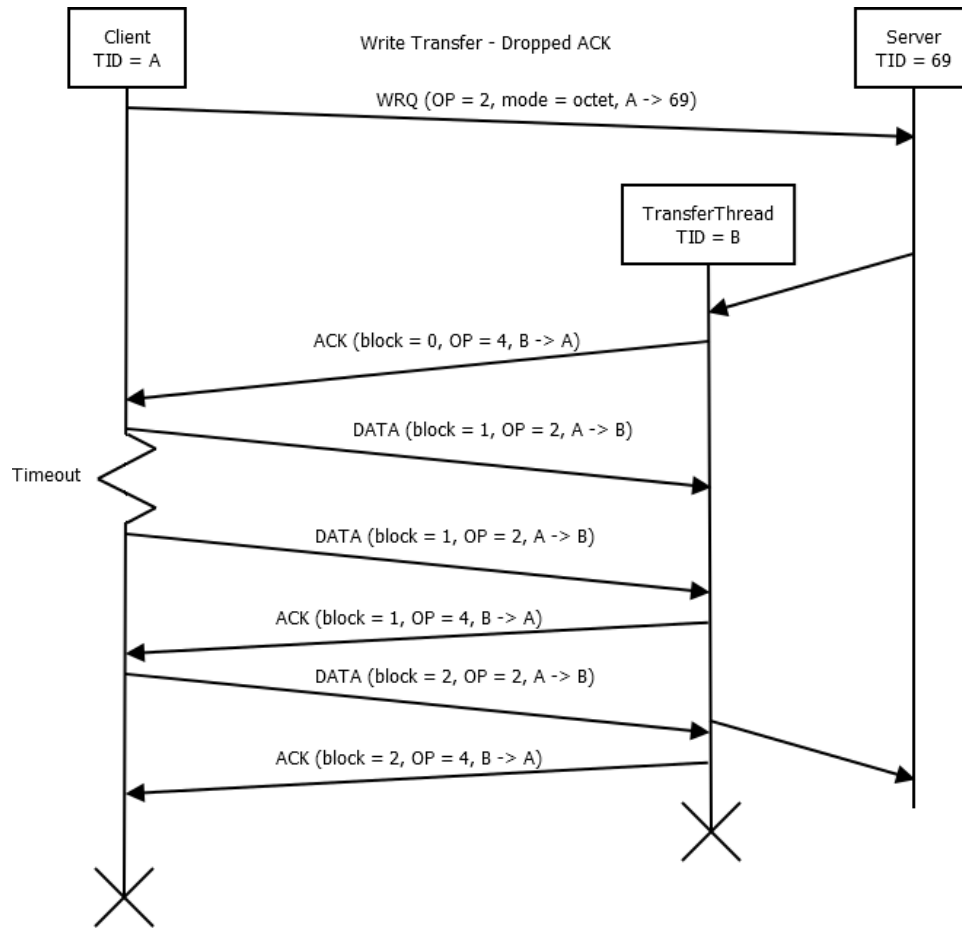 Client
TID = A
Write Transfer - Dropped ACK
Server
TID = 69
WRQ (OP = 2, mode = octet, A -> 69)
TransferThread
TID = B
ACK (block = 0, OP = 4, B -> A)
DATA (block = 1, OP = 2, A -> B)
Timeout
DATA (block = 1, OP = 2, A -> B)
ACK (block = 1, OP = 4, B -> A)
DATA (block = 2, OP = 2, A -> B)
ACK (block = 2, OP = 4, B -> A)